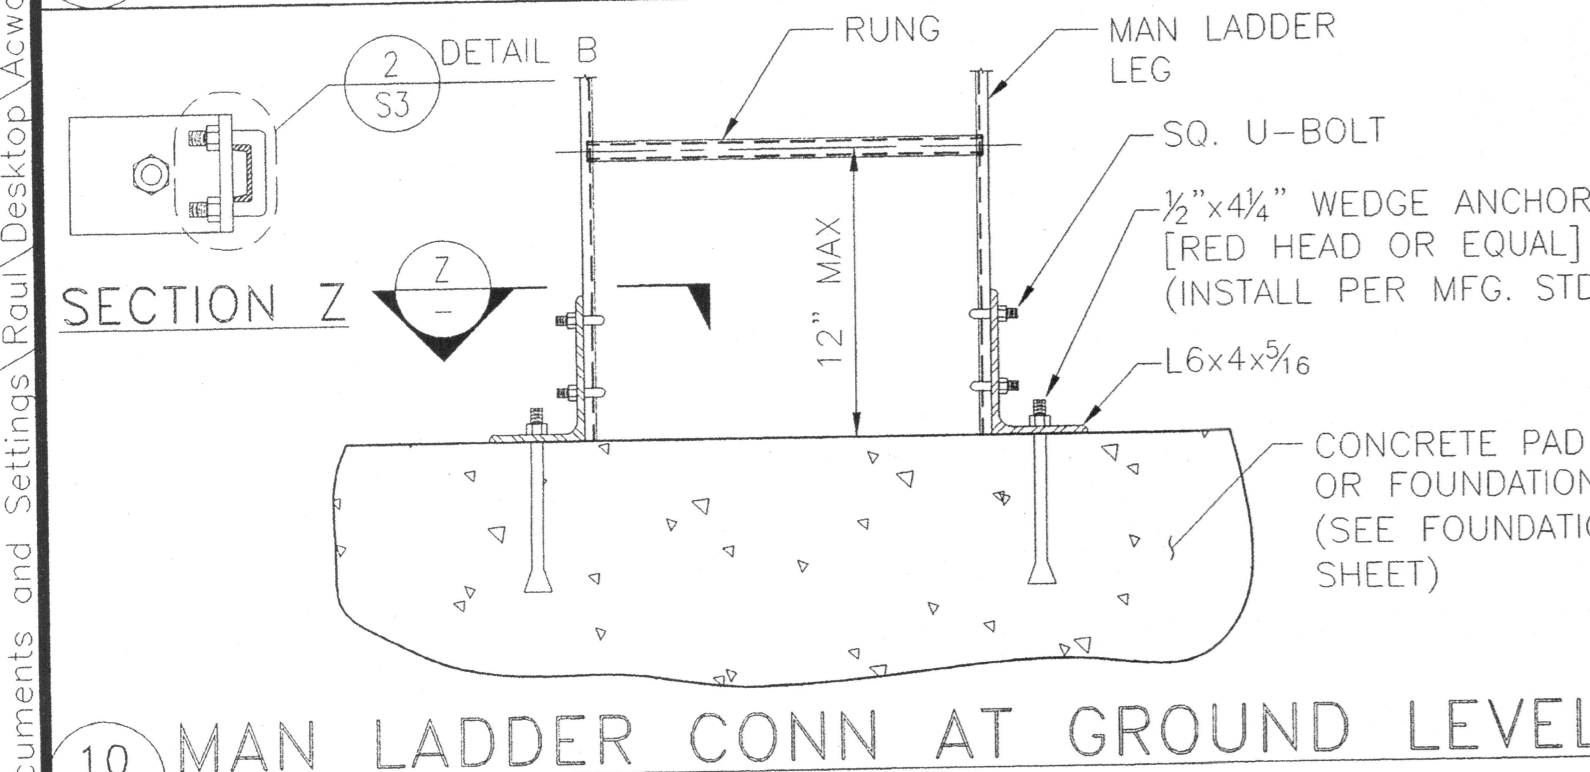 RUNG
MAN LADDER
LEG
DETAIL B
2
S3
SQ. U-BOLT
½"x4¼" WEDGE ANCHOR
[RED HEAD OR EQUAL]
(INSTALL PER MFG. STD
12" MAX
SECTION Z
Z
-
L6x4x5⁄16
CONCRETE PAD
OR FOUNDATION
(SEE FOUNDATIO
SHEET)
10
MAN LADDER CONN AT GROUND LEVEL
cuments and Settings\Raul\Desktop\Acwo